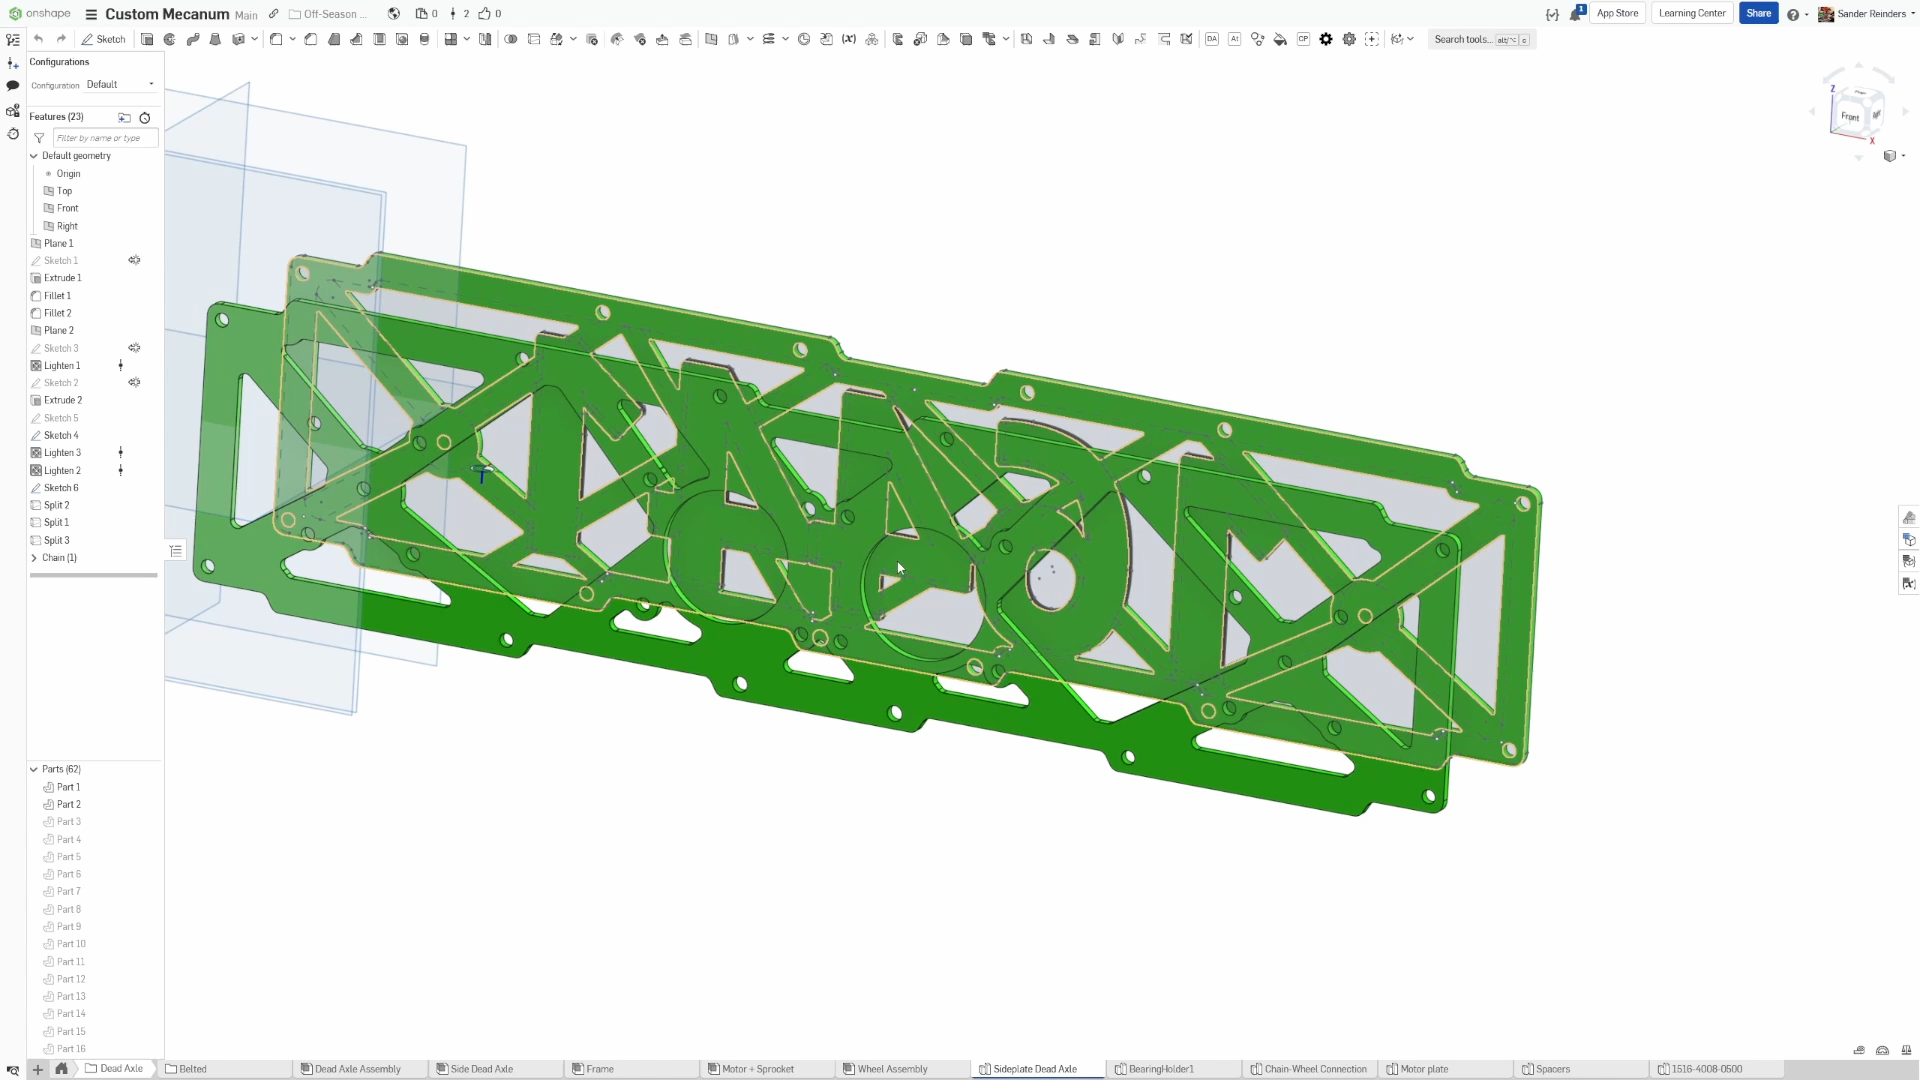 onshape
Custom Mecanum Main
Off-Season ...
0
2
0
1
App Store
Learning Center
Share
Sander Reinders
Sketch
Search tools... alt/⌥ c
Configurations
Configuration Default
Features (23)
Filter by name or type
Default geometry
Origin
Top
Front
Right
Plane 1
Sketch 1
Extrude 1
Fillet 1
Fillet 2
Plane 2
Sketch 3
Lighten 1
Sketch 2
Extrude 2
Sketch 5
Sketch 4
Lighten 3
Lighten 2
Sketch 6
Split 2
Split 1
Split 3
Chain (1)
Z
Front
X
Parts (62)
Part 1
Part 2
Part 3
Part 4
Part 5
Part 6
Part 7
Part 8
Part 9
Part 10
Part 11
Part 12
Part 13
Part 14
Part 15
Part 16
Dead Axle
Belted
Dead Axle Assembly
Side Dead Axle
Frame
Motor + Sprocket
Wheel Assembly
Sideplate Dead Axle
BearingHolder1
Chain-Wheel Connection
Motor plate
Spacers
1516-4008-0500